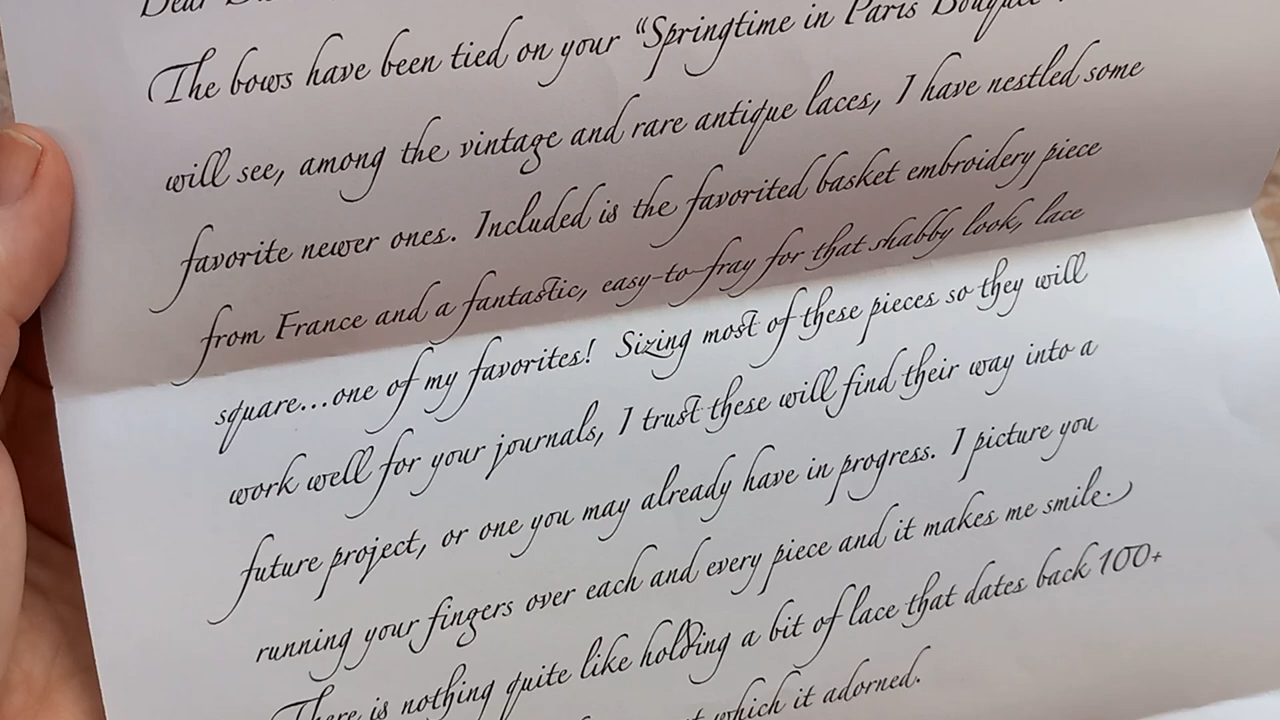 Dear
The bows have been tied on your “Springtime in Paris Bouquet
will see, among the vintage and rare antique laces, I have nestled some
favorite newer ones. Included is the favorited basket embroidery piece
from France and a fantastic, easy-to-fray for that shabby look, lace
square...one of my favorites! Sizing most of these pieces so they will
work well for your journals, I trust these will find their way into a
future project, or one you may already have in progress. I picture you
running your fingers over each and every piece and it makes me smile.
There is nothing quite like holding a bit of lace that dates back 100+
which it adorned.